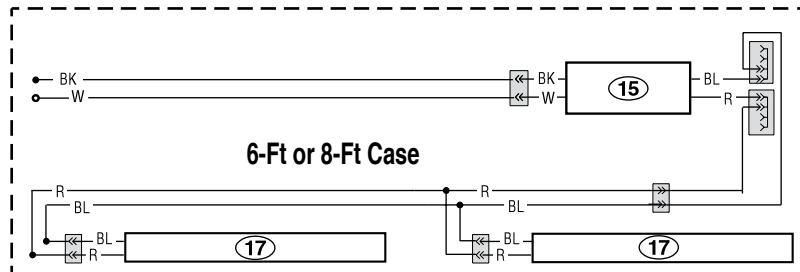 BK BK 15 BL
W W R
6-Ft or 8-Ft Case
R R
BL BL
BL 17 BL 17
R R